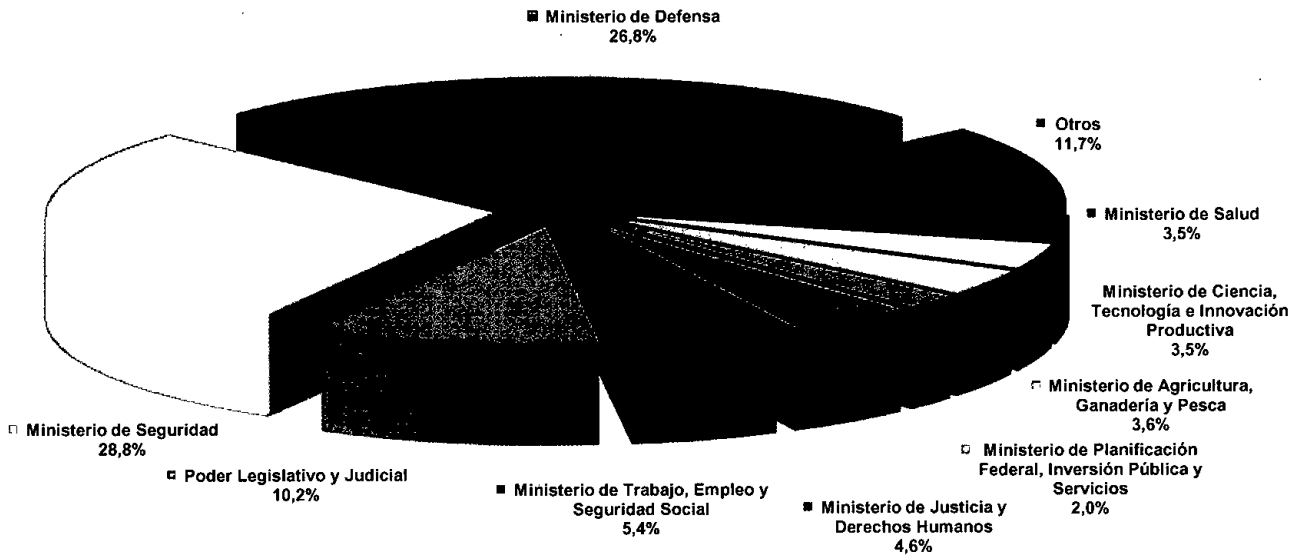 Ministerio de Defensa
26,8%
Otros
11,7%
Ministerio de Salud
3,5%
Ministerio de Ciencia,
Tecnología e Innovación
Productiva
3,5%
Ministerio de Agricultura,
Ganadería y Pesca
3,6%
Ministerio de Planificación
Federal, Inversión Pública y
Servicios
2,0%
Ministerio de Justicia y
Derechos Humanos
4,6%
Ministerio de Trabajo, Empleo y
Seguridad Social
5,4%
Poder Legislativo y Judicial
10,2%
Ministerio de Seguridad
28,8%